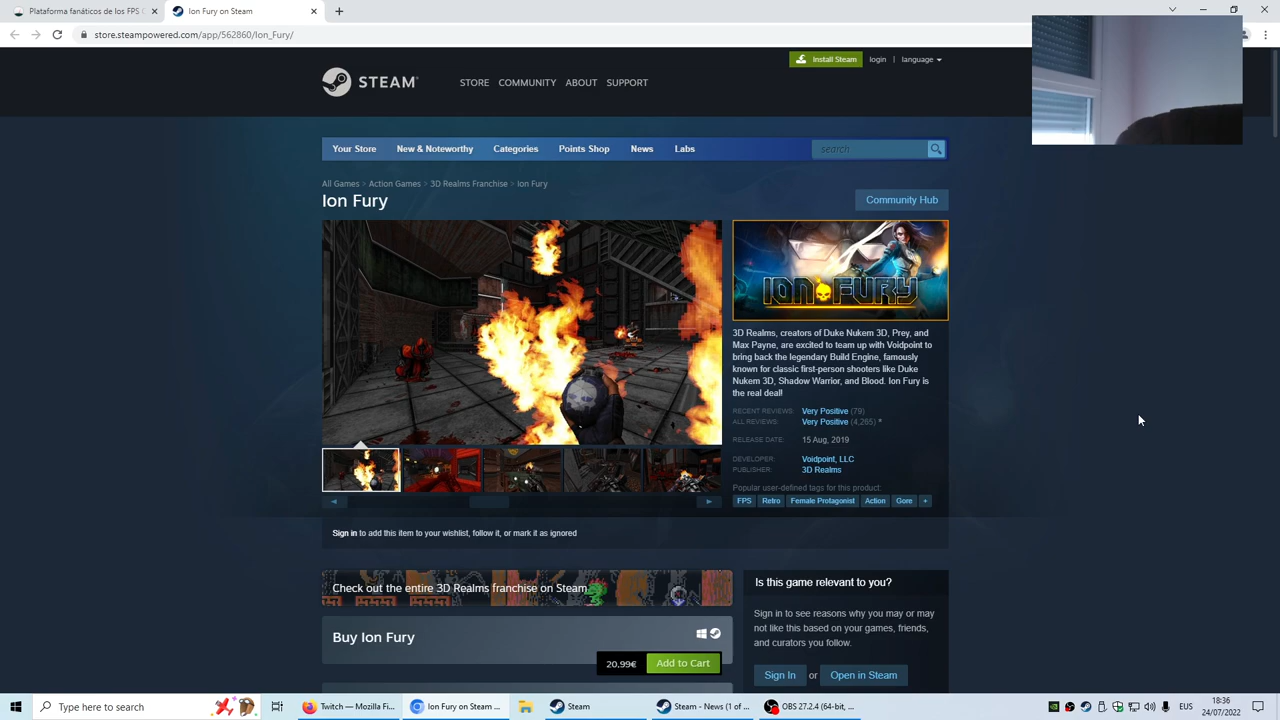 Plataforma fanáticos de los FPS C
Ion Fury on Steam
store.steampowered.com/app/562860/Ion_Fury/
Install Steam
login | language
STEAM
STORE COMMUNITY ABOUT SUPPORT
Your Store New & Noteworthy Categories Points Shop News Labs
search
All Games > Action Games > 3D Realms Franchise > Ion Fury
Ion Fury
Community Hub
ION FURY
3D Realms, creators of Duke Nukem 3D, Prey, and
Max Payne, are excited to team up with Voidpoint to
bring back the legendary Build Engine, famously
known for classic first-person shooters like Duke
Nukem 3D, Shadow Warrior, and Blood. Ion Fury is
the real deal!
RECENT REVIEWS: Very Positive (79)
ALL REVIEWS: Very Positive (4,265) *
RELEASE DATE: 15 Aug, 2019
DEVELOPER: Voidpoint, LLC
PUBLISHER: 3D Realms
Popular user-defined tags for this product:
FPS Retro Female Protagonist Action Gore +
Sign in to add this item to your wishlist, follow it, or mark it as ignored
Check out the entire 3D Realms franchise on Steam
Is this game relevant to you?
Sign in to see reasons why you may or may
not like this based on your games, friends,
and curators you follow.
Sign In or Open in Steam
Buy Ion Fury
20,99€ Add to Cart
Type here to search
Twitch — Mozilla Fi...
Ion Fury on Steam ...
Steam
Steam - News (1 of ...
OBS 27.2.4 (64-bit, ...
EUS
18:36
24/07/2022